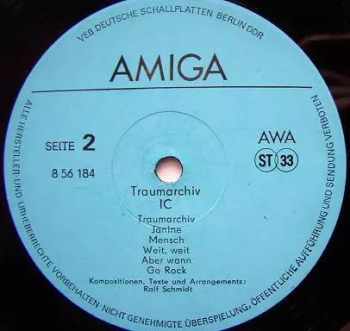 VEB DEUTSCHE SCHALLPLATTEN BERLIN DDR
AMIGA
SEITE 2
8 56 184
AWA
ST 33
Traumarchiv
IC
Traumarchiv
Janine
Mensch
Weit, weit
Aber wann
Go Rock
Kompositionen, Texte und Arrangements:
Ralf Schmidt
ALLE HERSTELLER- UND URHEBERRECHTE VORBEHALTEN · NICHT GENEHMIGTE ÜBERSPIELUNG, ÖFFENTLICHE AUFFÜHRUNG UND SENDUNG VERBOTEN